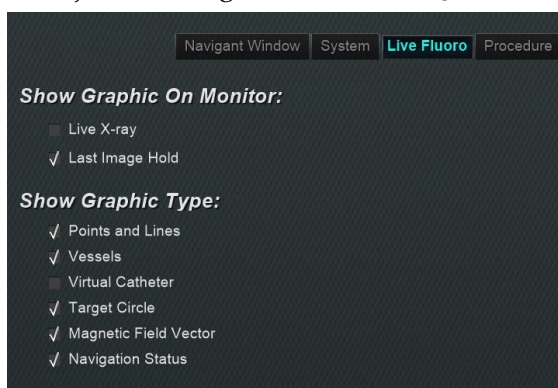 Navigant Window System Live Fluoro Procedure
Show Graphic On Monitor:
Live X-ray
Last Image Hold
Show Graphic Type:
Points and Lines
Vessels
Virtual Catheter
Target Circle
Magnetic Field Vector
Navigation Status